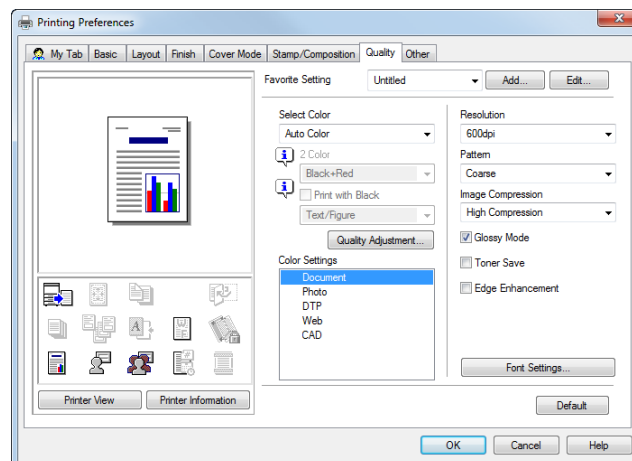 Printing Preferences
My Tab Basic Layout Finish Cover Mode Stamp/Composition Quality Other
Favorite Setting Untitled Add... Edit...
Select Color
Auto Color
2 Color
Black+Red
Print with Black
Text/Figure
Quality Adjustment...
Color Settings
Document
Photo
DTP
Web
CAD
Resolution
600dpi
Pattern
Coarse
Image Compression
High Compression
Glossy Mode
Toner Save
Edge Enhancement
Font Settings...
Printer View Printer Information
Default
OK Cancel Help